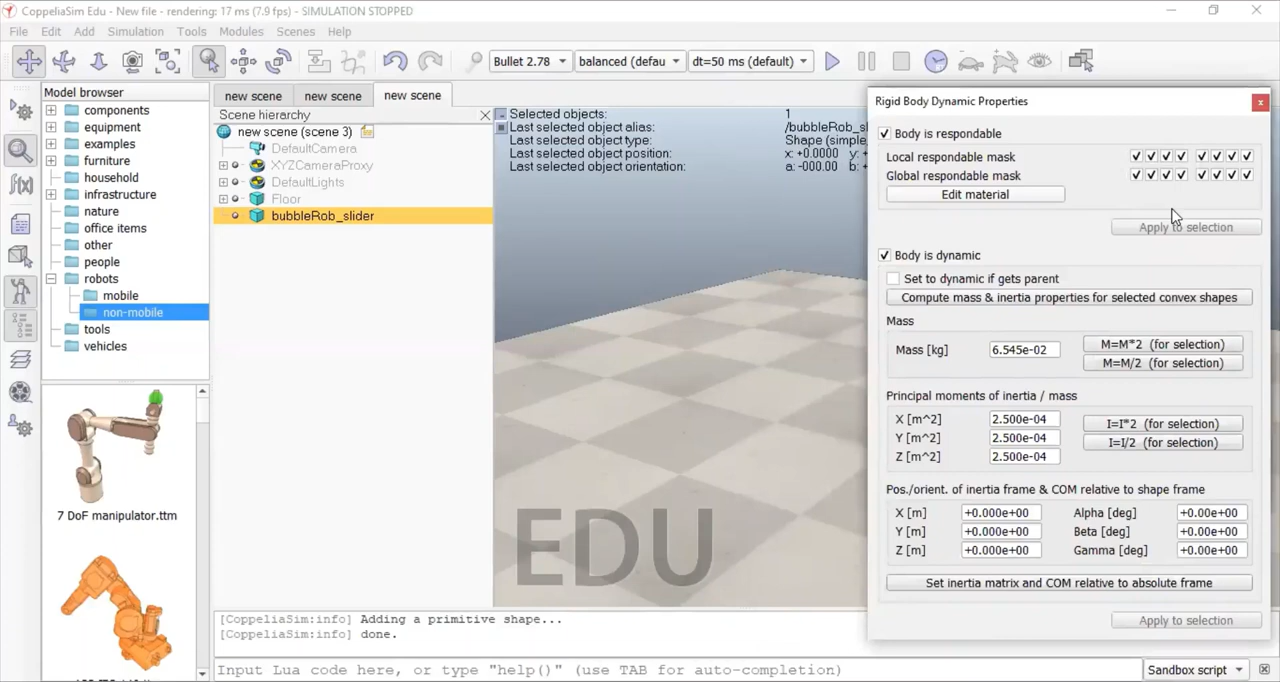 CoppeliaSim Edu - New file - rendering: 17 ms (7.9 fps) - SIMULATION STOPPED
File Edit Add Simulation Tools Modules Scenes Help
Bullet 2.78 balanced (defau dt=50 ms (default)
Model browser
components
equipment
examples
furniture
household
infrastructure
nature
office items
other
people
robots
mobile
non-mobile
tools
vehicles
7 DoF manipulator.ttm
new scene new scene new scene
Scene hierarchy
new scene (scene 3)
DefaultCamera
XYZCameraProxy
DefaultLights
Floor
bubbleRob_slider
Selected objects: 1
Last selected object alias: /bubbleRob_sl
Last selected object type: Shape (simple
Last selected object position: x: +0.0000 y: +
Last selected object orientation: a: -000.00 b: +
EDU
[CoppeliaSim:info] Adding a primitive shape...
[CoppeliaSim:info] done.
Input Lua code here, or type "help()" (use TAB for auto-completion)
Sandbox script
Rigid Body Dynamic Properties
Body is respondable
Local respondable mask
Global respondable mask
Edit material
Apply to selection
Body is dynamic
Set to dynamic if gets parent
Compute mass & inertia properties for selected convex shapes
Mass
Mass [kg] 6.545e-02 M=M*2 (for selection)
M=M/2 (for selection)
Principal moments of inertia / mass
X [m^2] 2.500e-04 I=I*2 (for selection)
Y [m^2] 2.500e-04 I=I/2 (for selection)
Z [m^2] 2.500e-04
Pos./orient. of inertia frame & COM relative to shape frame
X [m] +0.000e+00 Alpha [deg] +0.00e+00
Y [m] +0.000e+00 Beta [deg] +0.00e+00
Z [m] +0.000e+00 Gamma [deg] +0.00e+00
Set inertia matrix and COM relative to absolute frame
Apply to selection